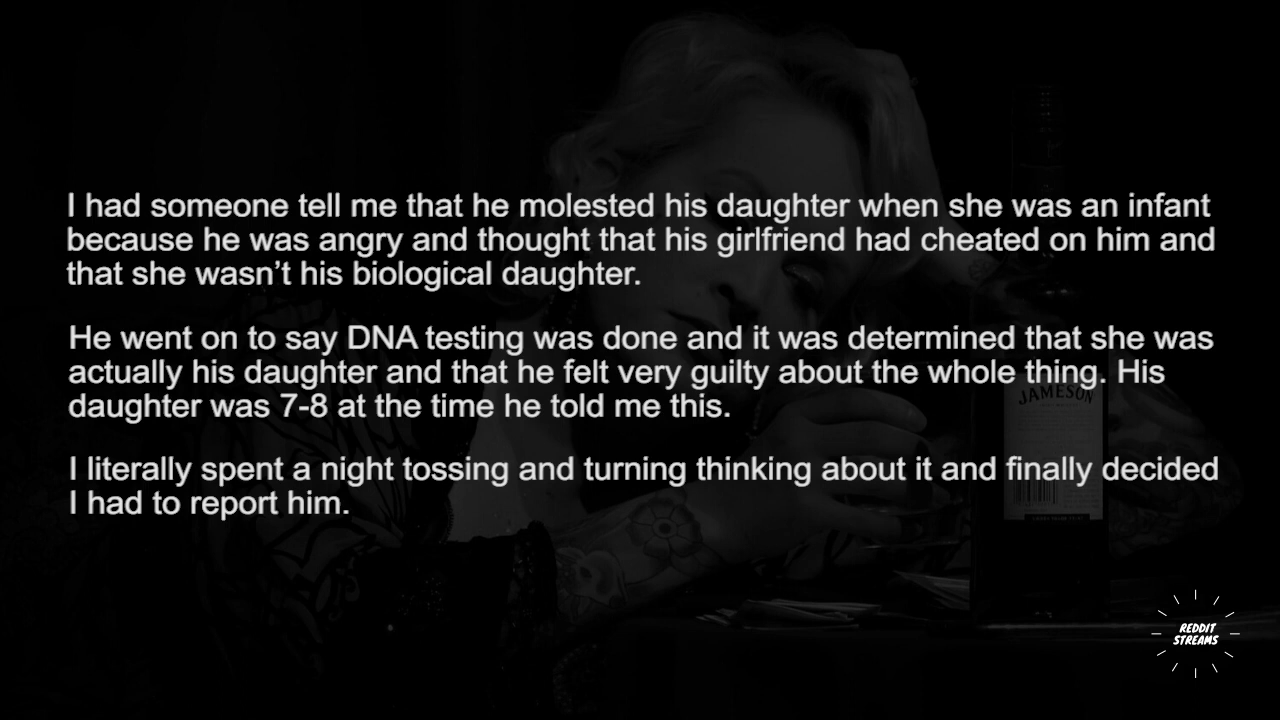 I had someone tell me that he molested his daughter when she was an infant
because he was angry and thought that his girlfriend had cheated on him and
that she wasn’t his biological daughter.
He went on to say DNA testing was done and it was determined that she was
actually his daughter and that he felt very guilty about the whole thing. His
daughter was 7-8 at the time he told me this.
JAMESON
I literally spent a night tossing and turning thinking about it and finally decided
I had to report him.
REDDIT
STREAMS